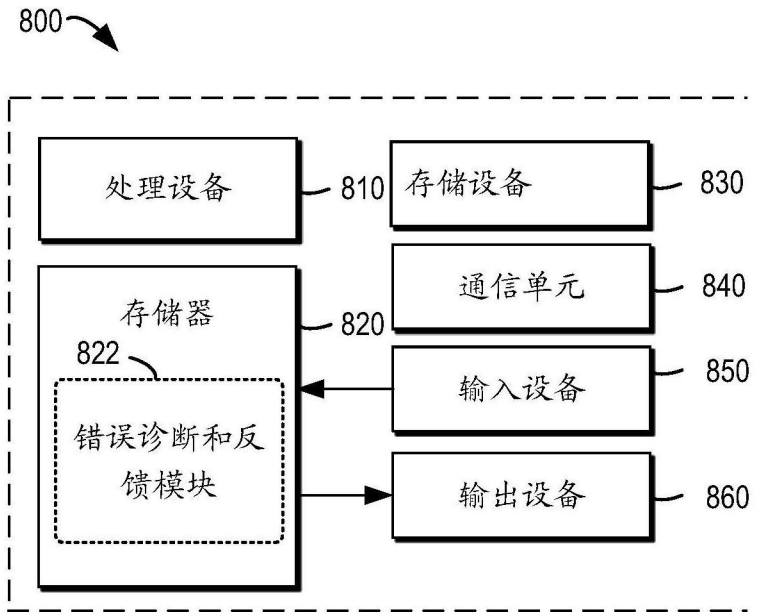 800
处理设备
810
存储设备
830
通信单元
840
存储器
820
822
输入设备
850
错误诊断和反
馈模块
输出设备
860